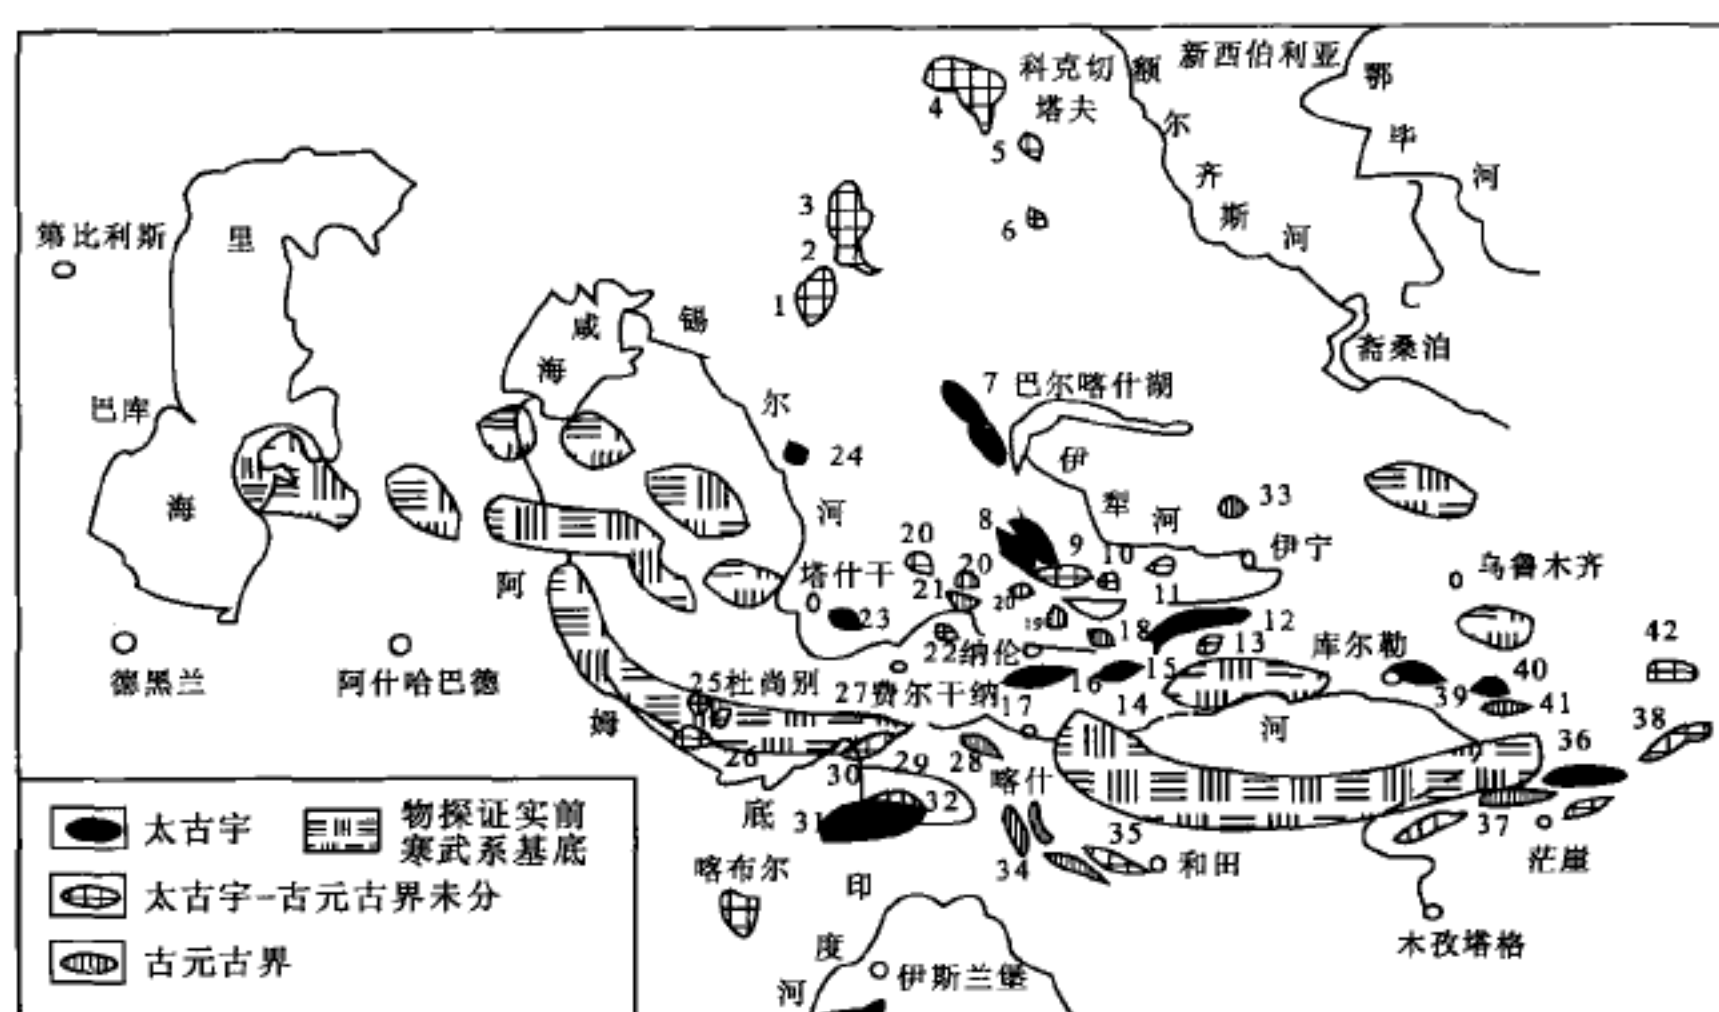 科克切
塔夫
额
尔
齐
斯
河
新西伯利亚
鄂
毕
河
4
5
6
3
2
1
第比利斯
里
海
巴库
咸
海
锡
尔
河
斋桑泊
7
巴尔喀什湖
24
伊
犁
河
33
伊宁
乌鲁木齐
8
9
10
11
12
13
20
20
20
21
19
18
塔什干
23
22
纳伦
阿
姆
德黑兰
阿什哈巴德
库尔勒
42
40
39
41
38
36
37
15
16
14
17
25
杜尚别
27
费尔干纳
河
26
30
29
28
喀什
31
32
底
35
34
和田
茫崖
木孜塔格
喀布尔
印
度
河
伊斯兰堡
太古宇
物探证实前
寒武系基底
太古宇-古元古界未分
古元古界